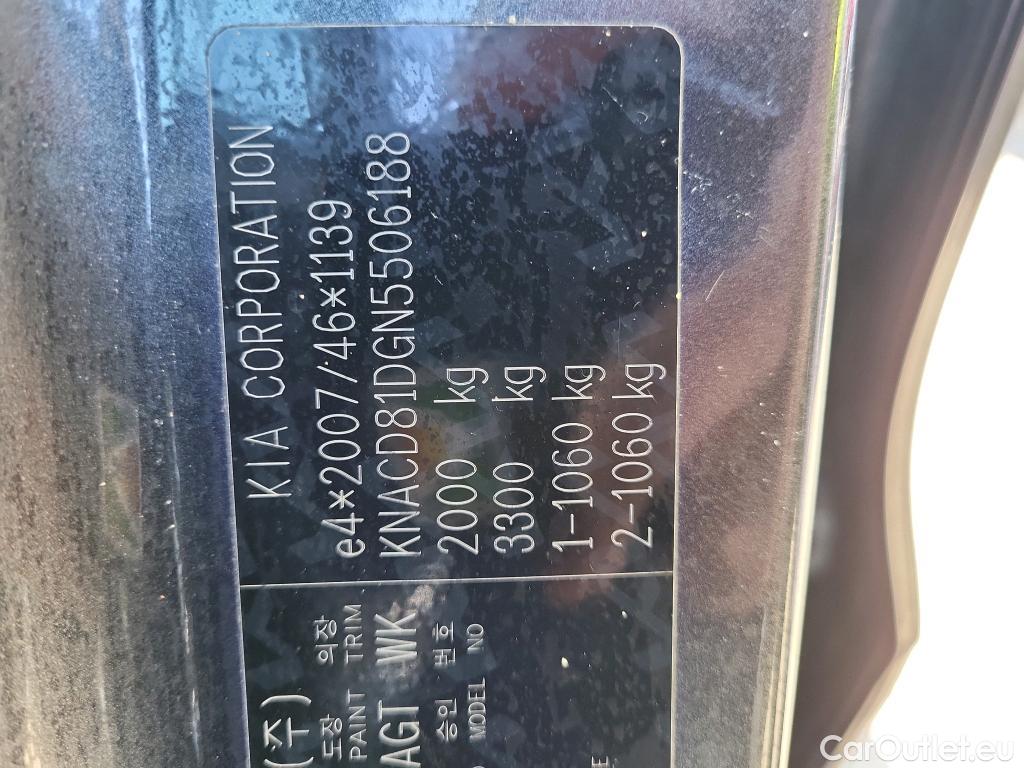 KIA CORPORATION
e4*2007/46*1139
KNACD81DGN5506188
2000 kg
3300 kg
1-1060 kg
2-1060 kg
(주)
도장 의장
PAINT TRIM
AGT WK
승인 번호
MODEL NO
CarOutlet.eu